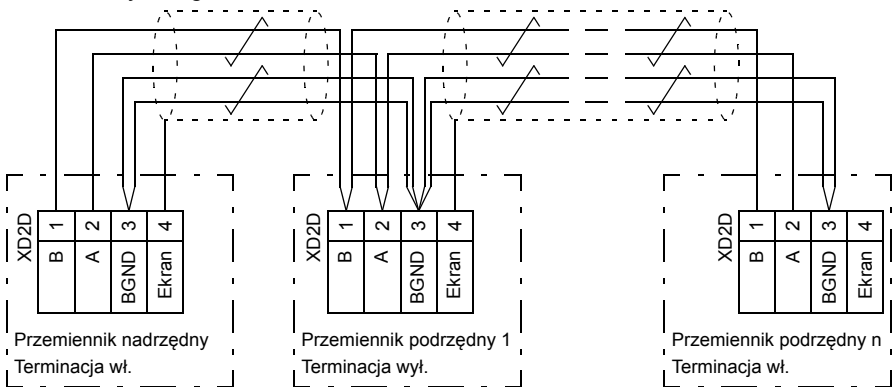 XD2D
1 2 3 4
B A BGND Ekran
Przemiennik nadrzędny
Terminacja wł.
XD2D
1 2 3 4
B A BGND Ekran
Przemiennik podrzędny 1
Terminacja wył.
XD2D
1 2 3 4
B A BGND Ekran
Przemiennik podrzędny n
Terminacja wł.